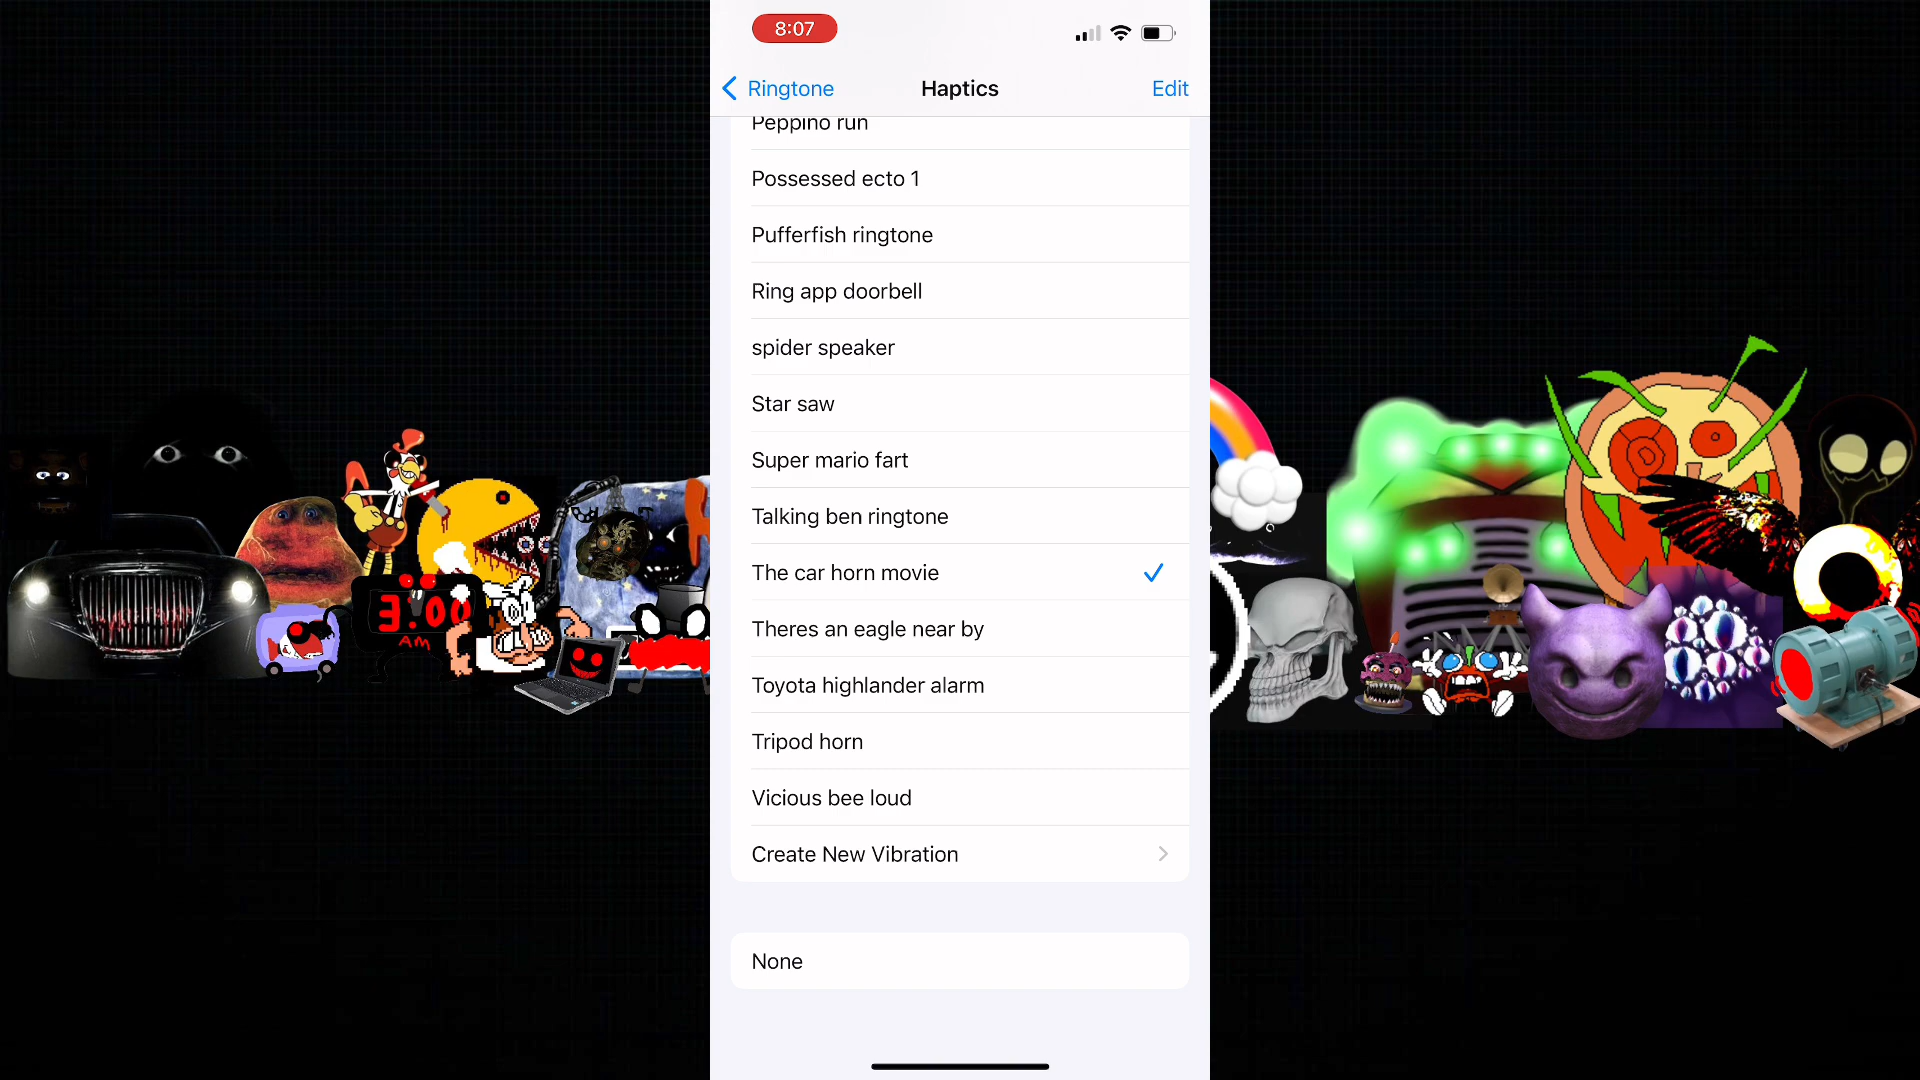 8:07
Ringtone
Haptics
Edit
Peppino run
Possessed ecto 1
Pufferfish ringtone
Ring app doorbell
spider speaker
Star saw
Super mario fart
Talking ben ringtone
The car horn movie
Theres an eagle near by
Toyota highlander alarm
Tripod horn
Vicious bee loud
Create New Vibration
None
3:00
AM